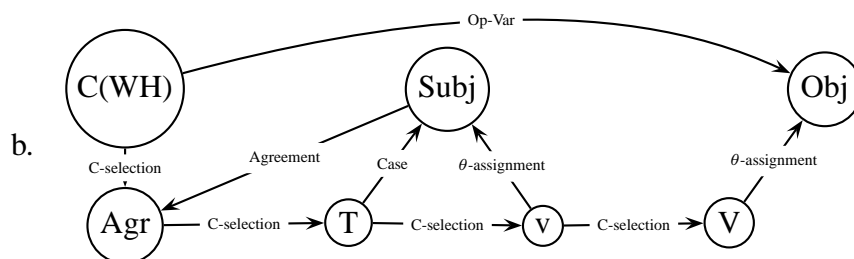 Op-Var
C(WH) Subj Obj
b.
C-selection Agreement Case θ-assignment θ-assignment
Agr C-selection T C-selection v C-selection V